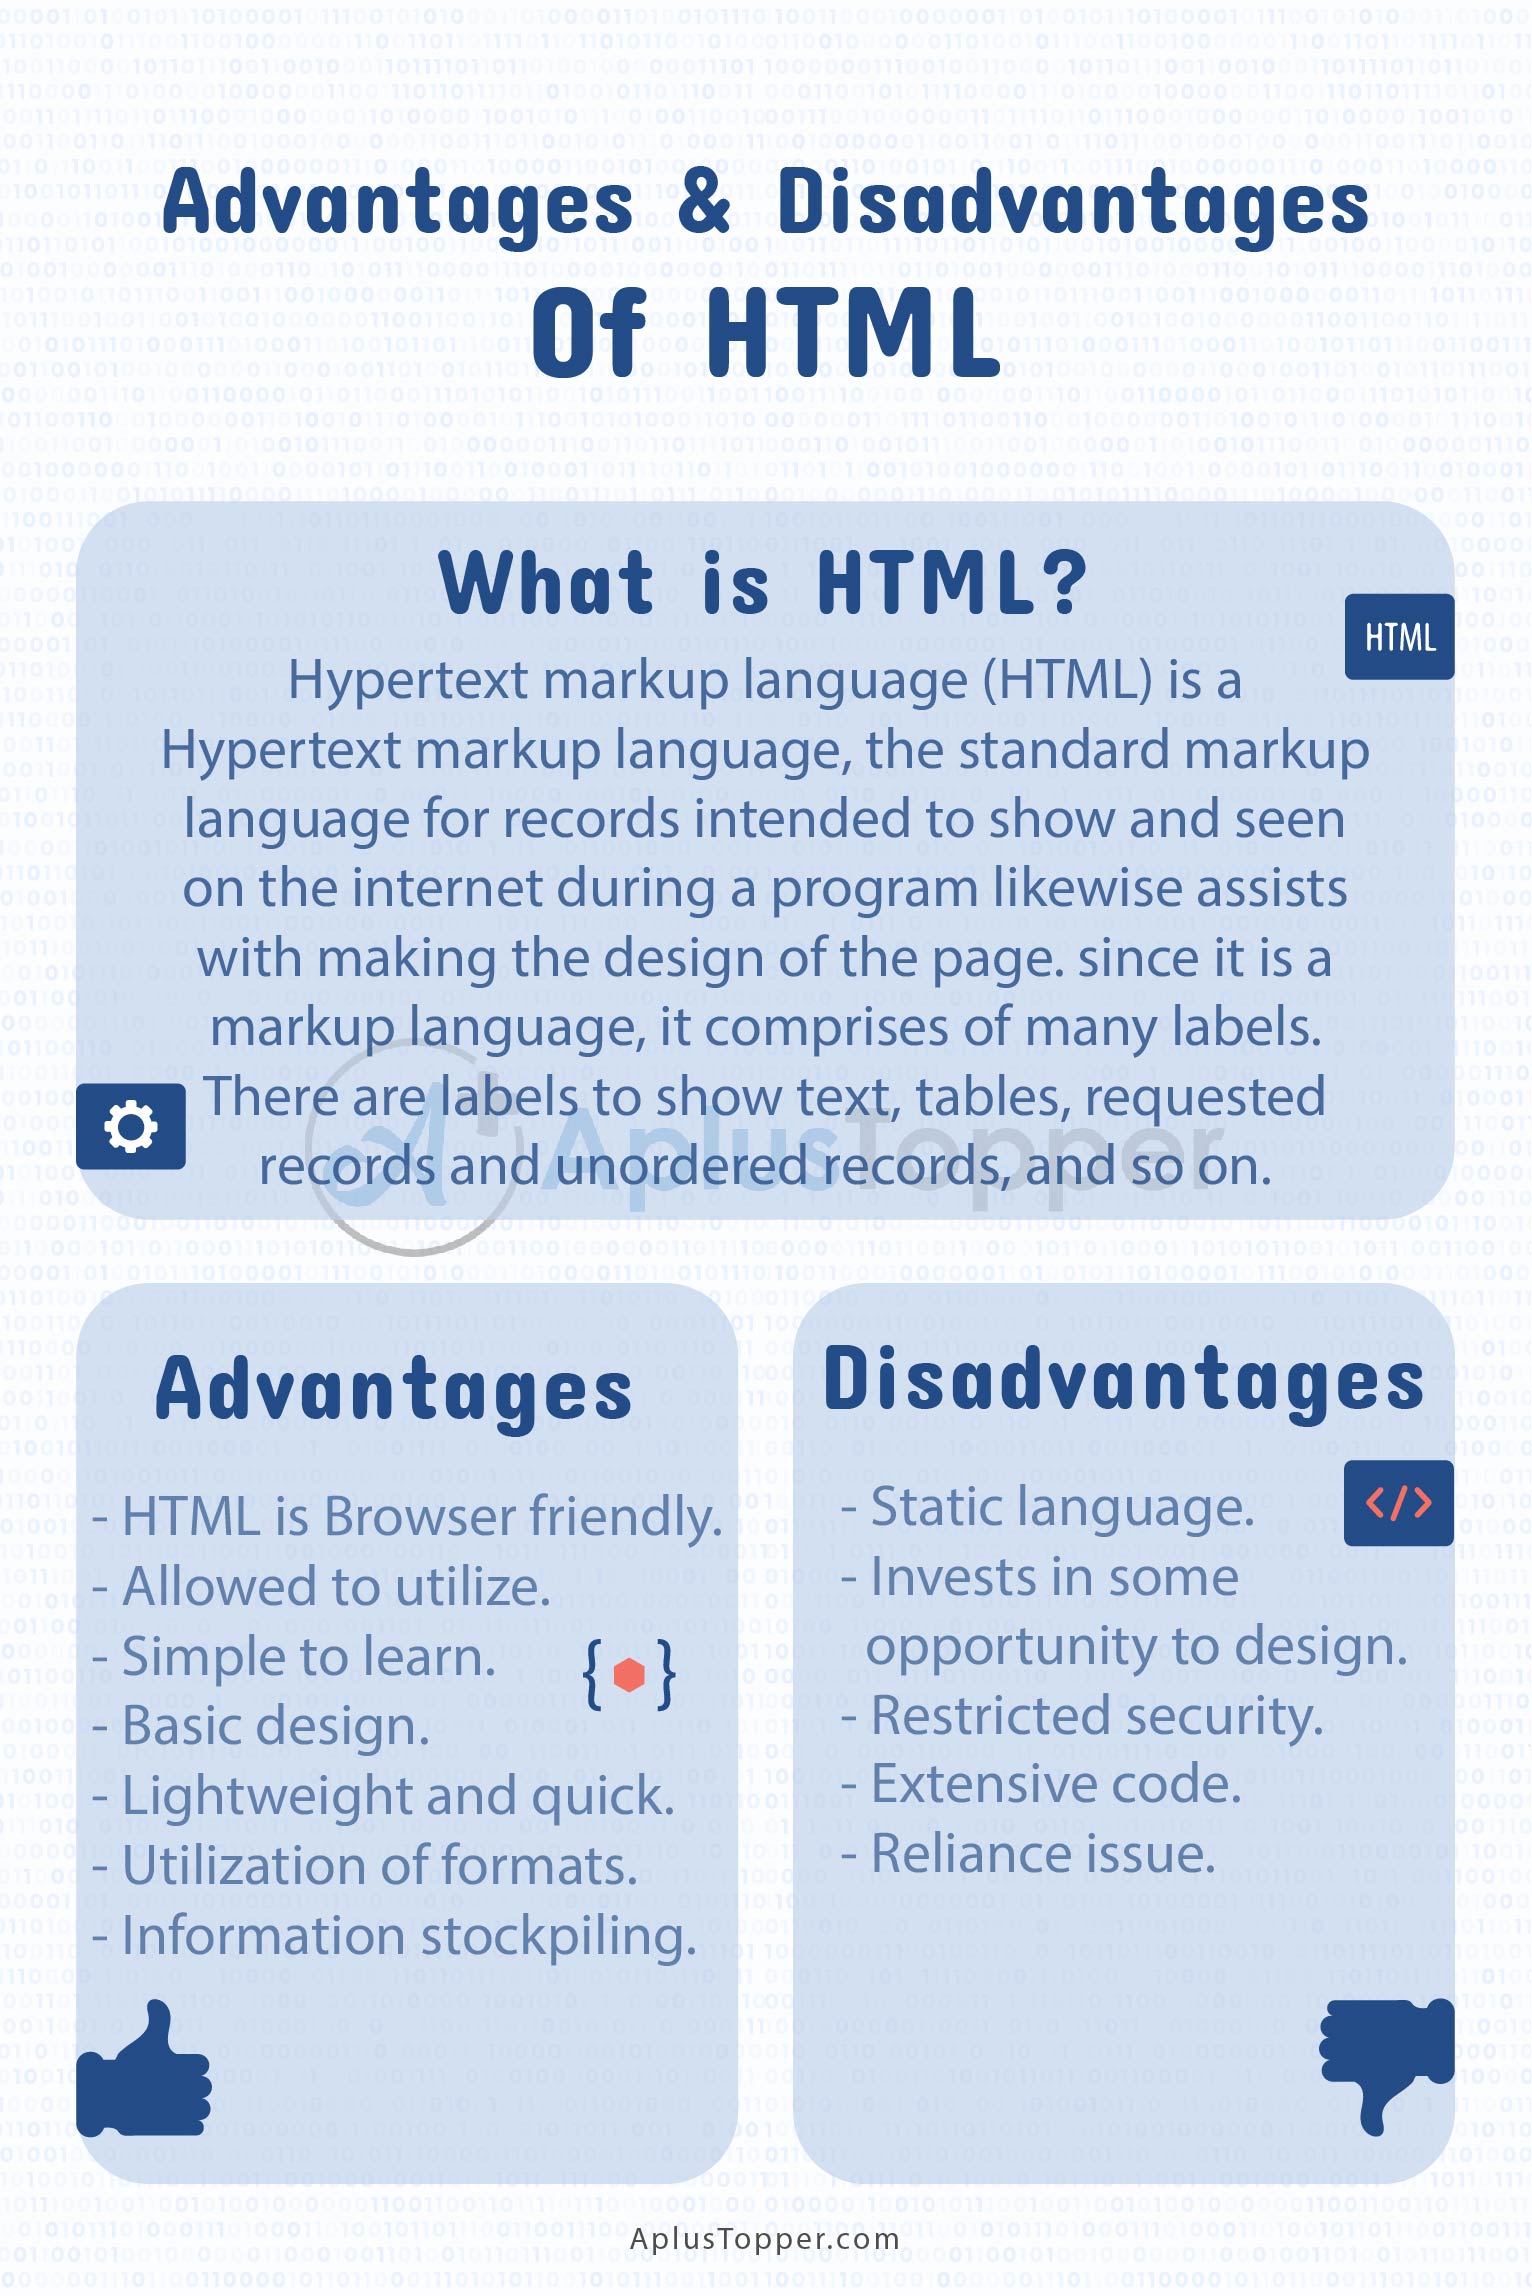 Advantages & Disadvantages
Of HTML
What is HTML?
HTML
Hypertext markup language (HTML) is a
Hypertext markup language, the standard markup
language for records intended to show and seen
on the internet during a program likewise assists
with making the design of the page. since it is a
markup language, it comprises of many labels.
There are labels to show text, tables, requested
records and unordered records, and so on.
A+ AplusTopper
Advantages
- HTML is Browser friendly.
- Allowed to utilize.
- Simple to learn.
- Basic design.
- Lightweight and quick.
- Utilization of formats.
- Information stockpiling.
Disadvantages
</>
- Static language.
- Invests in some
opportunity to design.
- Restricted security.
- Extensive code.
- Reliance issue.
AplusTopper.com